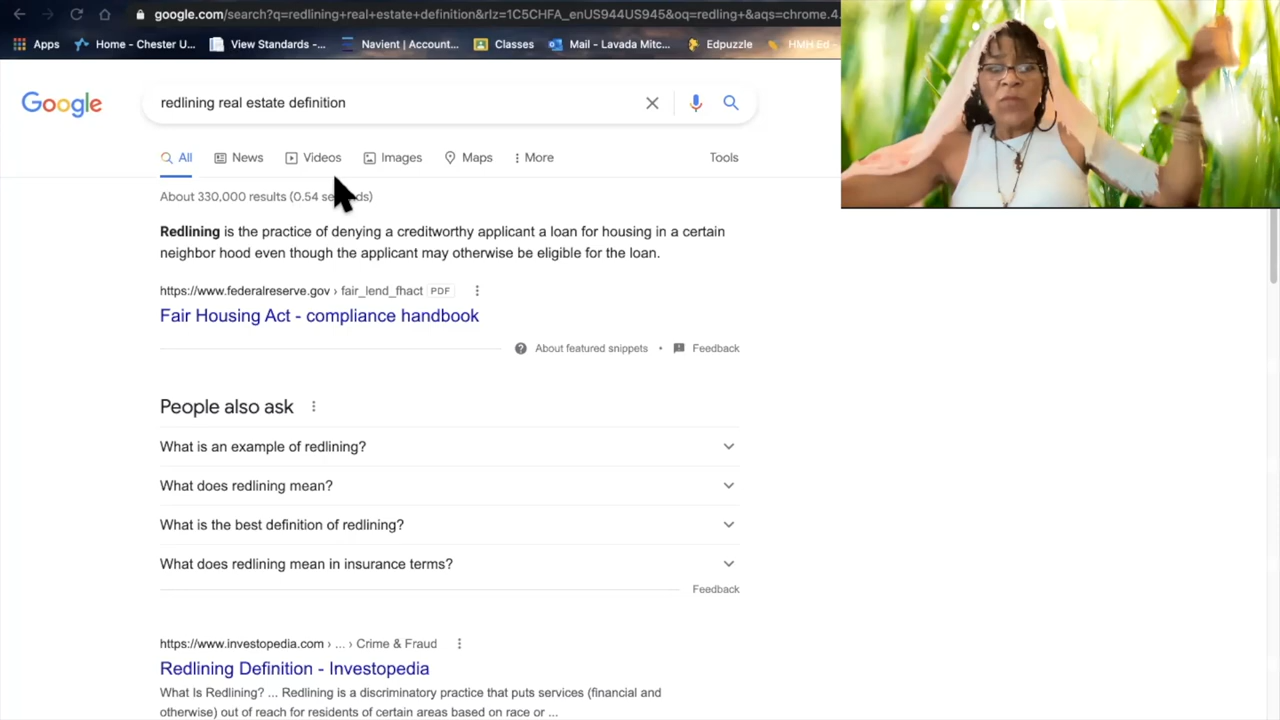 google.com/search?q=redlining+real+estate+definition&rlz=1C5CHFA_enUS944US945&oq=redling+&aqs=chrome.4.
Apps Home - Chester U... View Standards -... Navient | Account... Classes Mail - Lavada Mitc... Edpuzzle HMH Ed -
Google
redlining real estate definition
All News Videos Images Maps More Tools
About 330,000 results (0.54 se ds)
Redlining is the practice of denying a creditworthy applicant a loan for housing in a certain
neighbor hood even though the applicant may otherwise be eligible for the loan.
https://www.federalreserve.gov › fair_lend_fhact PDF
Fair Housing Act - compliance handbook
About featured snippets • Feedback
People also ask
What is an example of redlining?
What does redlining mean?
What is the best definition of redlining?
What does redlining mean in insurance terms?
Feedback
https://www.investopedia.com › ... › Crime & Fraud
Redlining Definition - Investopedia
What Is Redlining? ... Redlining is a discriminatory practice that puts services (financial and
otherwise) out of reach for residents of certain areas based on race or ...